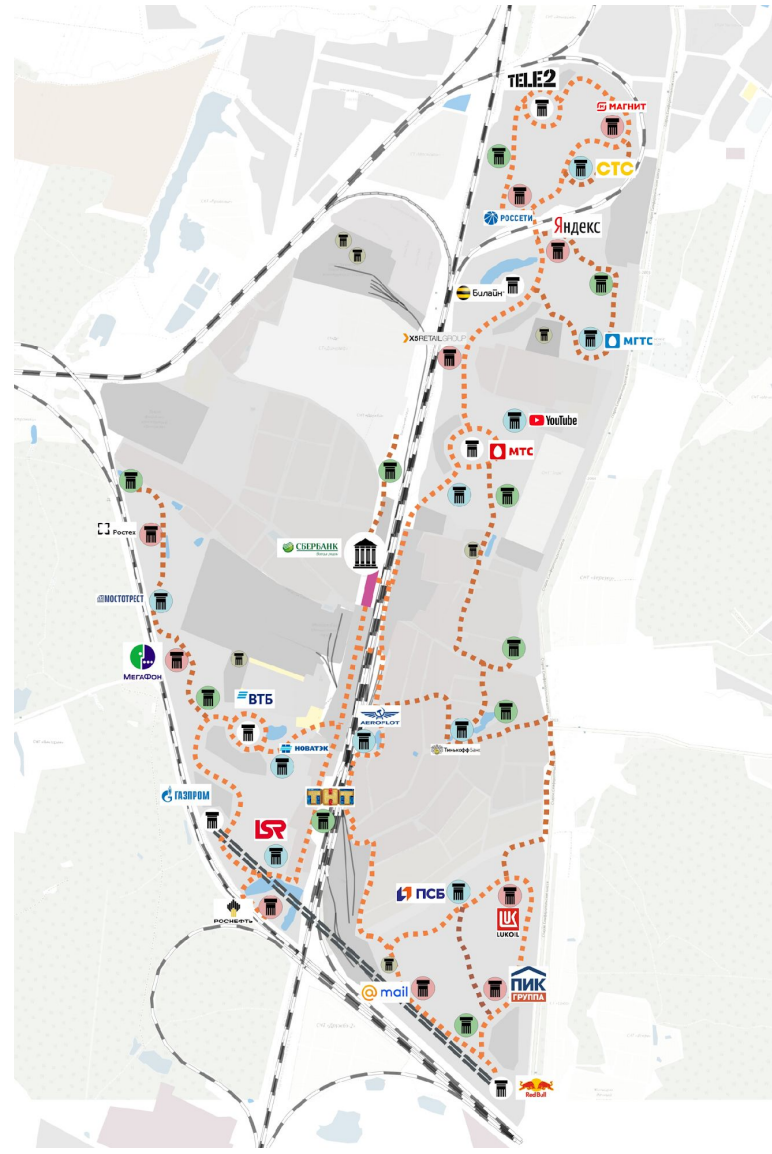 TELE2
МАГНИТ
СТС
РОССЕТИ
Яндекс
Билайн
X5 RETAIL GROUP
МГТС
YouTube
МТС
Ростех
СБЕРБАНК
МОСТОТРЕСТ
МЕГАФОН
ВТБ
AEROFLOT
НОВАТЭК
Тинькофф Банк
ГАЗПРОМ
ТНТ
LSR
ПСБ
РОСНЕФТЬ
LUK
LUKOIL
@mail
ПИК
ГРУППА
Red Bull